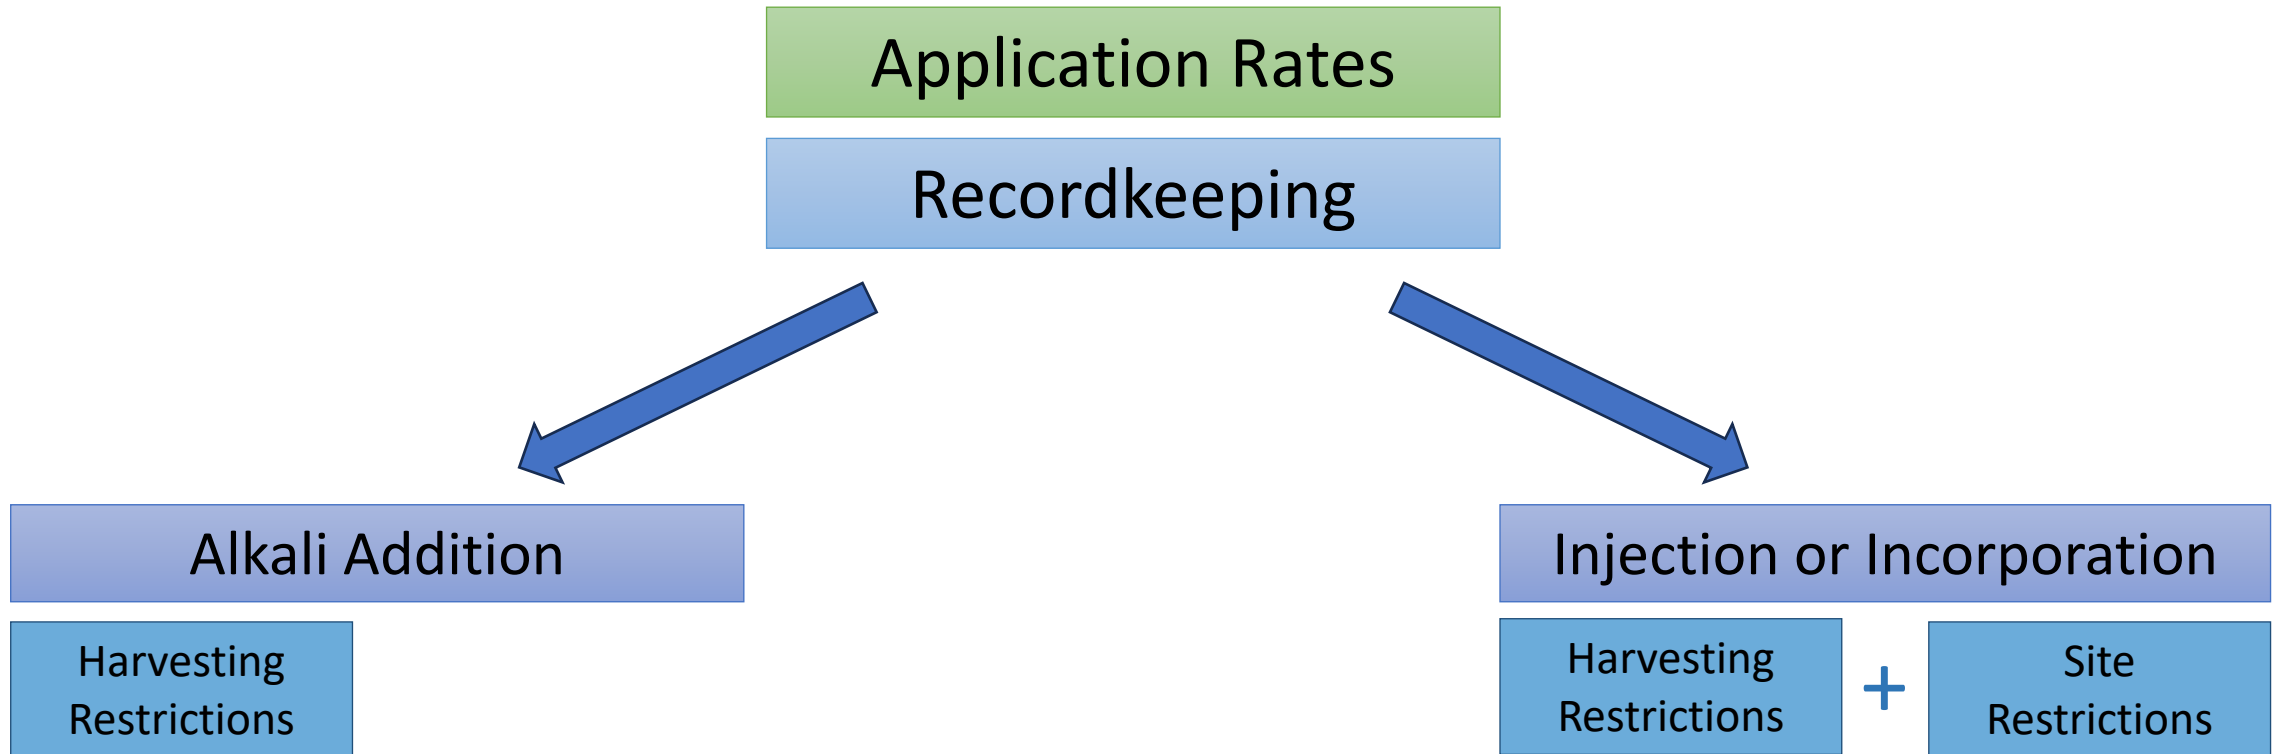 Application Rates
Recordkeeping
Alkali Addition
Injection or Incorporation
Harvesting
Restrictions
Harvesting
Restrictions
+
Site
Restrictions